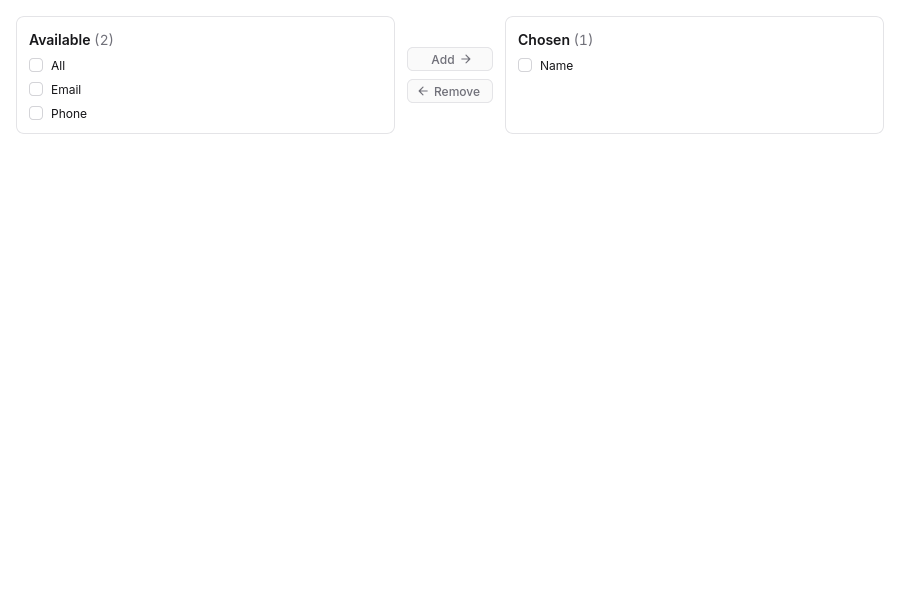 Available (2)
All
Email
Phone
Add →
← Remove
Chosen (1)
Name